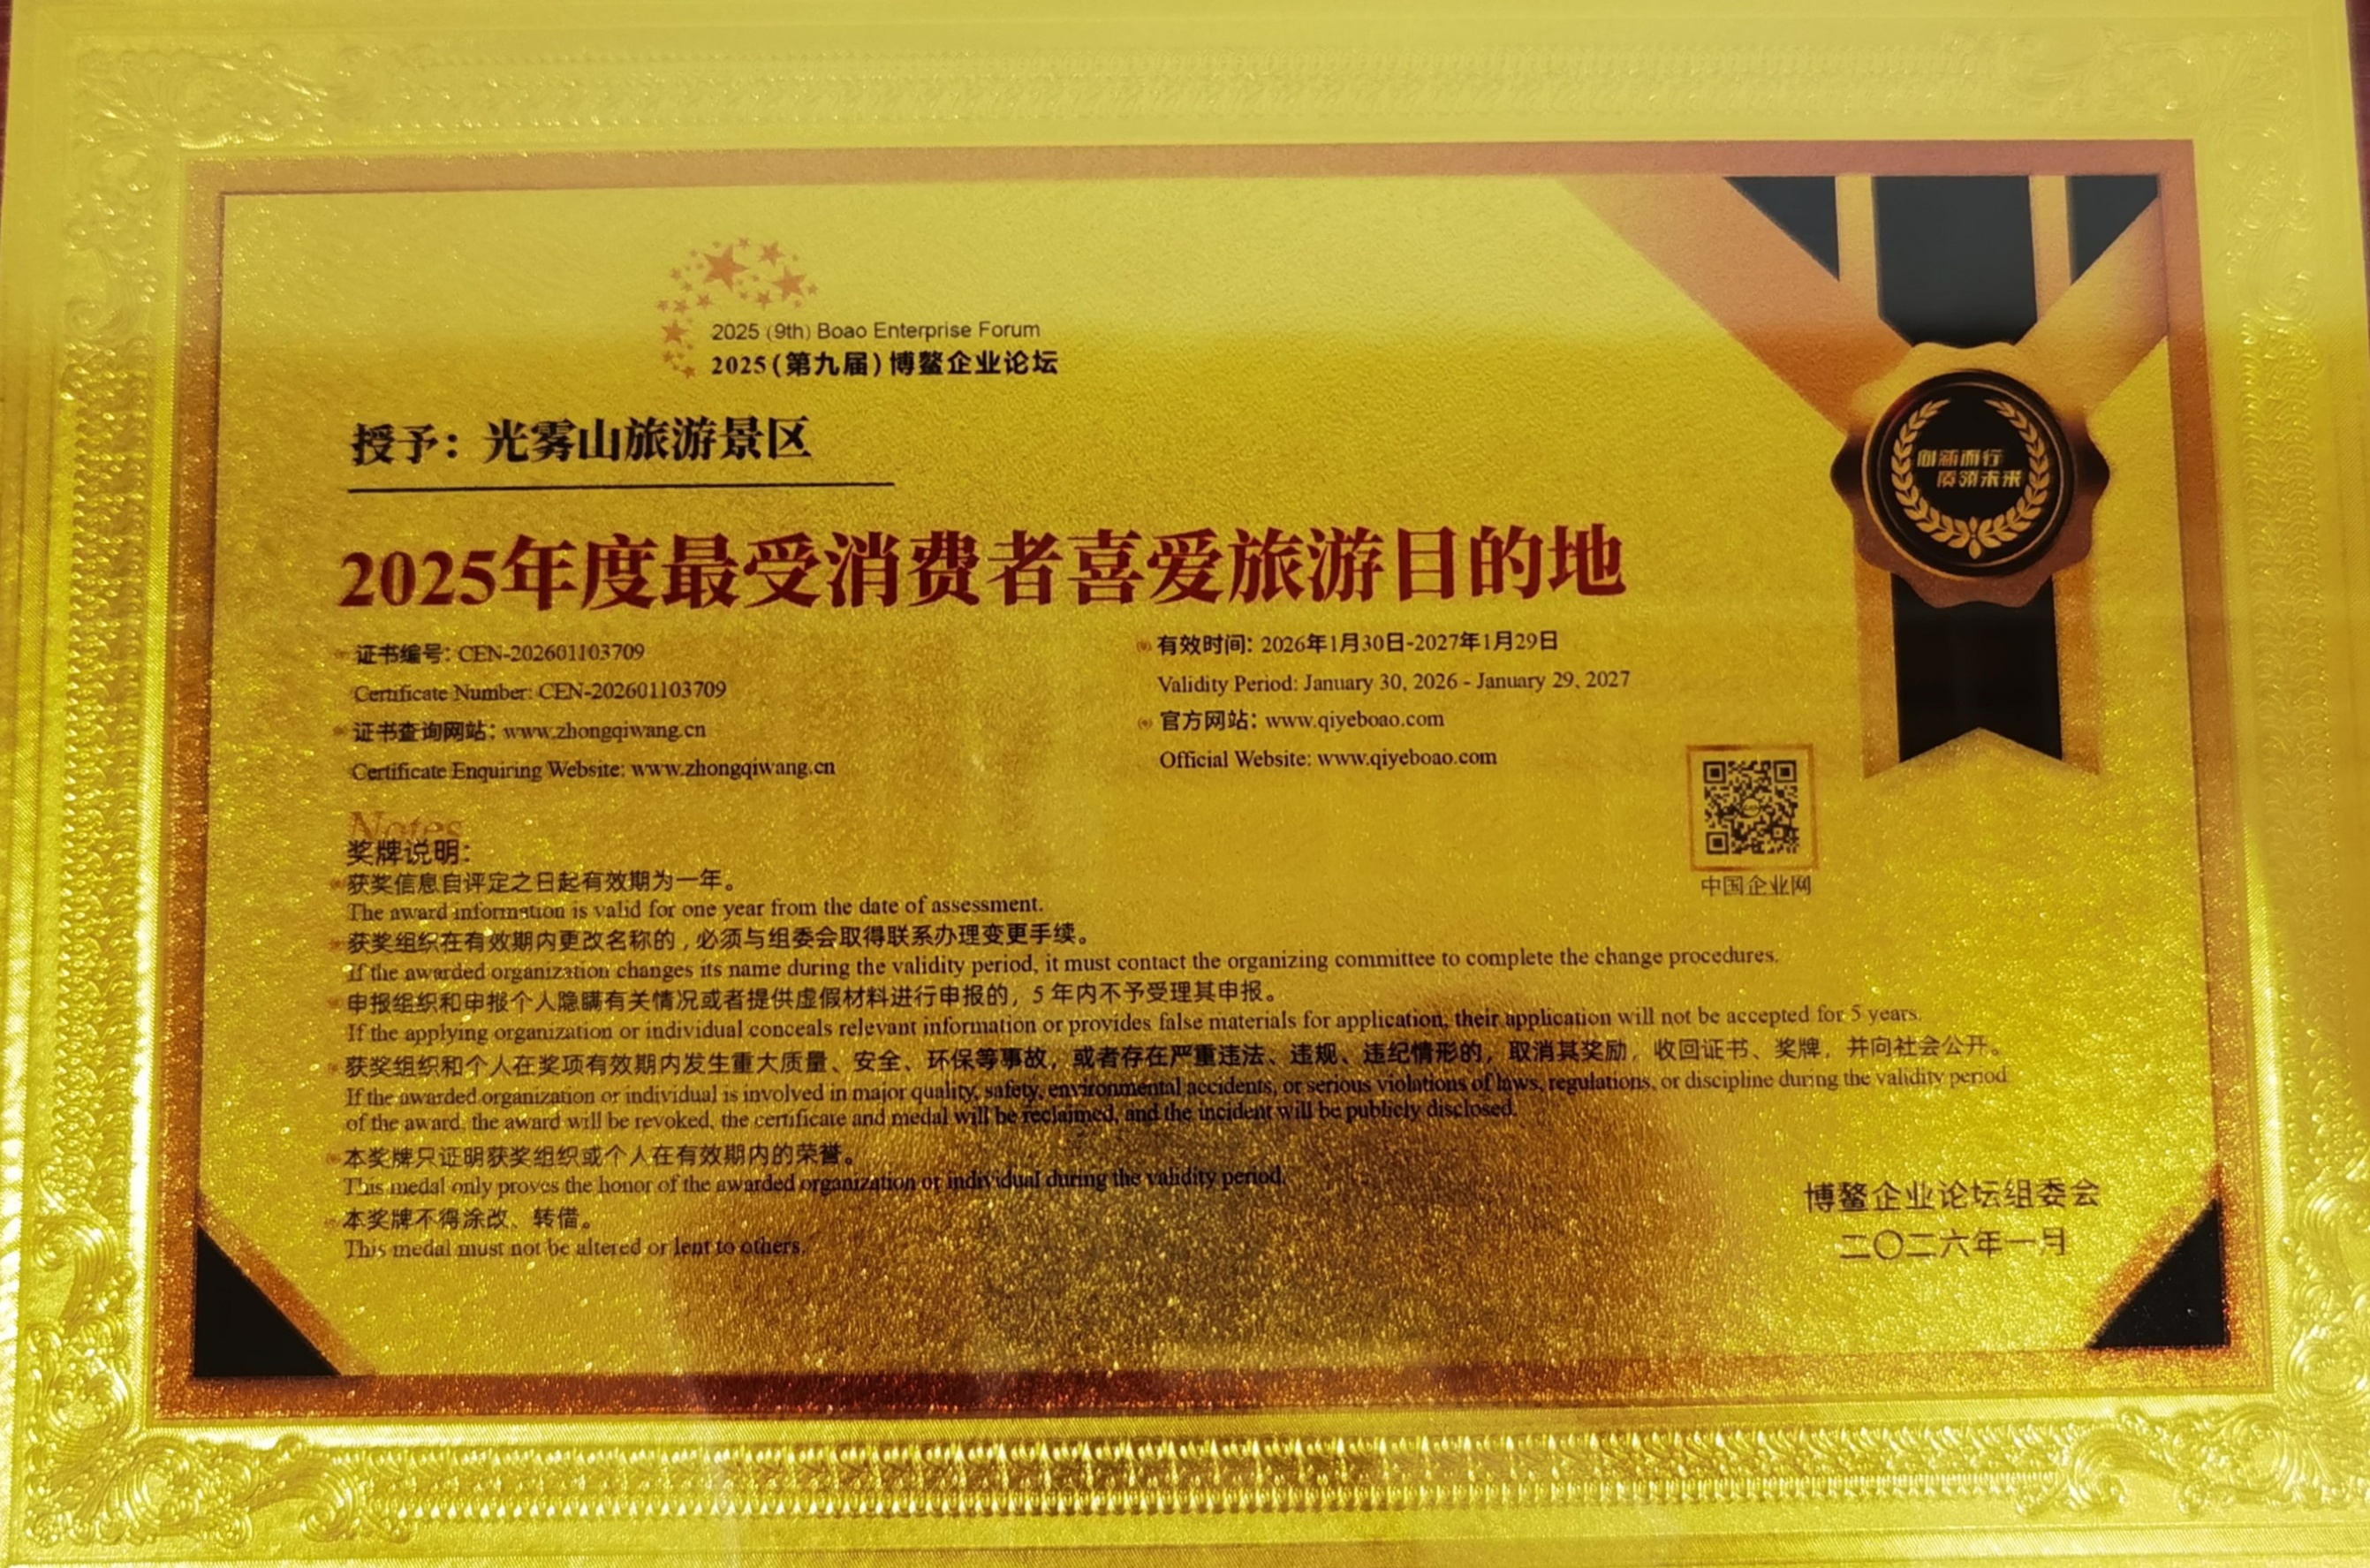 2025 (9th) Boao Enterprise Forum
2025(第九届)博鳌企业论坛
授予：光雾山旅游景区
创新而行
质领未来
2025年度最受消费者喜爱旅游目的地
证书编号：CEN-202601103709
Certificate Number: CEN-202601103709
证书查询网站：www.zhongqiwang.cn
Certificate Enquiring Website: www.zhongqiwang.cn
有效时间：2026年1月30日-2027年1月29日
Validity Period: January 30, 2026 - January 29, 2027
官方网站：www.qiyeboao.com
Official Website: www.qiyeboao.com
中国企业网
Notes
奖牌说明：
获奖信息自评定之日起有效期为一年。
The award information is valid for one year from the date of assessment.
获奖组织在有效期内更改名称的，必须与组委会取得联系办理变更手续。
If the awarded organization changes its name during the validity period, it must contact the organizing committee to complete the change procedures.
申报组织和申报个人隐瞒有关情况或者提供虚假材料进行申报的，5年内不予受理其申报。
If the applying organization or individual conceals relevant information or provides false materials for application, their application will not be accepted for 5 years.
获奖组织和个人在奖项有效期内发生重大质量、安全、环保等事故，或者存在严重违法、违规、违纪情形的，取消其奖励，收回证书、奖牌，并向社会公开。
If the awarded organization or individual is involved in major quality, safety, environmental accidents, or serious violations of laws, regulations, or discipline during the validity period
of the award, the award will be revoked, the certificate and medal will be reclaimed, and the incident will be publicly disclosed.
本奖牌只证明获奖组织或个人在有效期内的荣誉。
This medal only proves the honor of the awarded organization or individual during the validity period.
本奖牌不得涂改、转借。
This medal must not be altered or lent to others.
博鳌企业论坛组委会
二〇二六年一月